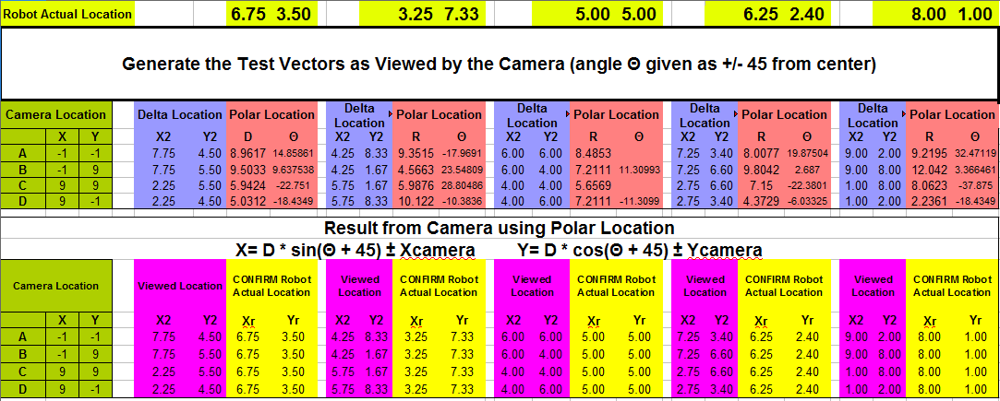 Robot Actual Location 6.75 3.50 3.25 7.33 5.00 5.00 6.25 2.40 8.00 1.00
Generate the Test Vectors as Viewed by the Camera (angle Θ given as +/- 45 from center)
Camera Location Delta Location Polar Location Delta Location Polar Location Delta Location Polar Location Delta Location Polar Location Delta Location Polar Location
X Y X2 Y2 D Θ X2 Y2 R Θ X2 Y2 R Θ X2 Y2 R Θ X2 Y2 R Θ
A -1 -1 7.75 4.50 8.9617 14.85861 4.25 8.33 9.3515 -17.9691 6.00 6.00 8.4853 7.25 3.40 8.0077 19.87504 9.00 2.00 9.2195 32.47119
B -1 9 7.75 5.50 9.5033 9.637538 4.25 1.67 4.5663 23.54809 6.00 4.00 7.2111 11.30993 7.25 6.60 9.8042 2.687 9.00 8.00 12.042 3.366461
C 9 9 2.25 5.50 5.9424 -22.751 5.75 1.67 5.9876 28.80486 4.00 4.00 5.6569 2.75 6.60 7.15 -22.3801 1.00 8.00 8.0623 -37.875
D 9 -1 2.25 4.50 5.0312 -18.4349 5.75 8.33 10.122 -10.3836 4.00 6.00 7.2111 -11.3099 2.75 3.40 4.3729 -6.03325 1.00 2.00 2.2361 -18.4349
Result from Camera using Polar Location
X= D * sin(Θ + 45) ± Xcamera Y= D * cos(Θ + 45) ± Ycamera
Camera Location Viewed Location CONFIRM Robot Actual Location Viewed Location CONFIRM Robot Actual Location Viewed Location CONFIRM Robot Actual Location Viewed Location CONFIRM Robot Actual Location Viewed Location CONFIRM Robot Actual Location
X Y X2 Y2 Xr Yr X2 Y2 Xr Yr X2 Y2 Xr Yr X2 Y2 Xr Yr X2 Y2 Xr Yr
A -1 -1 7.75 4.50 6.75 3.50 4.25 8.33 3.25 7.33 6.00 6.00 5.00 5.00 7.25 3.40 6.25 2.40 9.00 2.00 8.00 1.00
B -1 9 7.75 5.50 6.75 3.50 4.25 1.67 3.25 7.33 6.00 4.00 5.00 5.00 7.25 6.60 6.25 2.40 9.00 8.00 8.00 1.00
C 9 9 2.25 5.50 6.75 3.50 5.75 1.67 3.25 7.33 4.00 4.00 5.00 5.00 2.75 6.60 6.25 2.40 1.00 8.00 8.00 1.00
D 9 -1 2.25 4.50 6.75 3.50 5.75 8.33 3.25 7.33 4.00 6.00 5.00 5.00 2.75 3.40 6.25 2.40 1.00 2.00 8.00 1.00